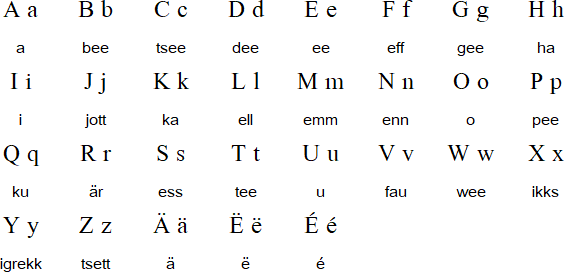 A a B b C c D d E e F f G g H h
a bee tsee dee ee eff gee ha
I i J j K k L l M m N n O o P p
i jott ka ell emm enn o pee
Q q R r S s T t U u V v W w X x
ku är ess tee u fau wee ikks
Y y Z z Ä ä Ë ë É é
igrekk tsett ä ë é